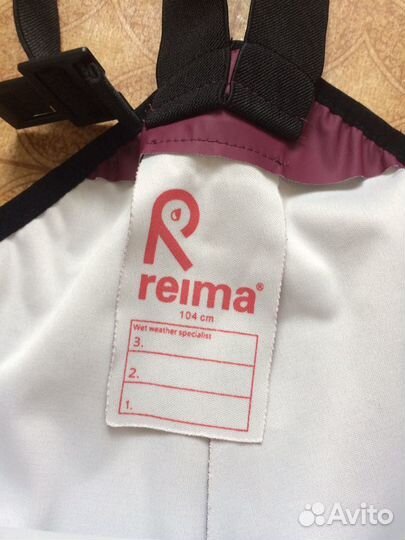 reima®
104 cm
Wet weather specialist
3.
2.
1.
Avito